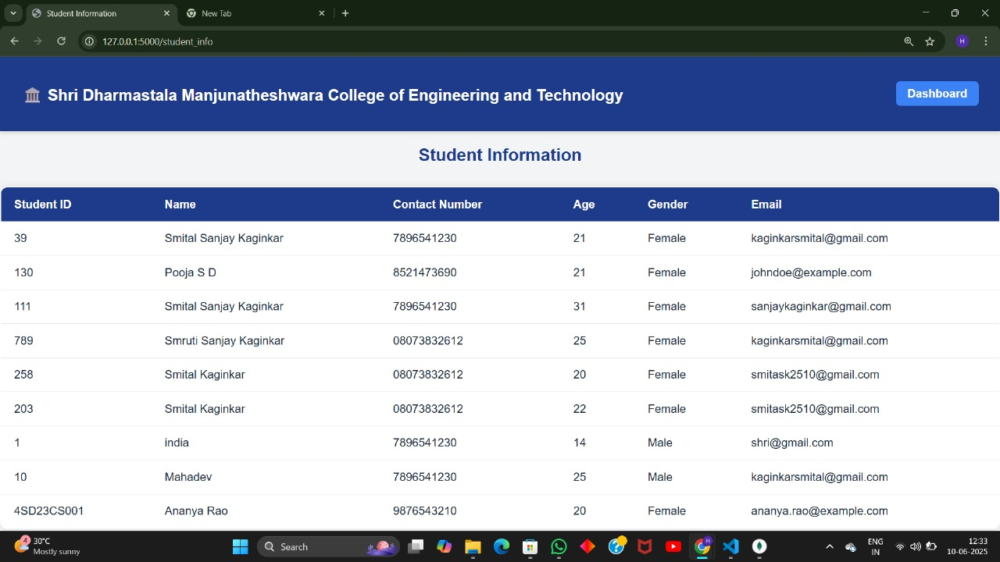 Student Information
New Tab
127.0.0.1:5000/student_info
H
Shri Dharmastala Manjunatheshwara College of Engineering and Technology
Dashboard
Student Information
Student ID Name Contact Number Age Gender Email
39 Smital Sanjay Kaginkar 7896541230 21 Female kaginkarsmital@gmail.com
130 Pooja S D 8521473690 21 Female johndoe@example.com
111 Smital Sanjay Kaginkar 7896541230 31 Female sanjaykaginkar@gmail.com
789 Smruti Sanjay Kaginkar 08073832612 25 Female kaginkarsmital@gmail.com
258 Smital Kaginkar 08073832612 20 Female smitask2510@gmail.com
203 Smital Kaginkar 08073832612 22 Female smitask2510@gmail.com
1 india 7896541230 14 Male shri@gmail.com
10 Mahadev 7896541230 25 Male kaginkarsmital@gmail.com
4SD23CS001 Ananya Rao 9876543210 20 Female ananya.rao@example.com
4
30°C
Mostly sunny
Search
H
ENG
IN
12:33
10-06-2025